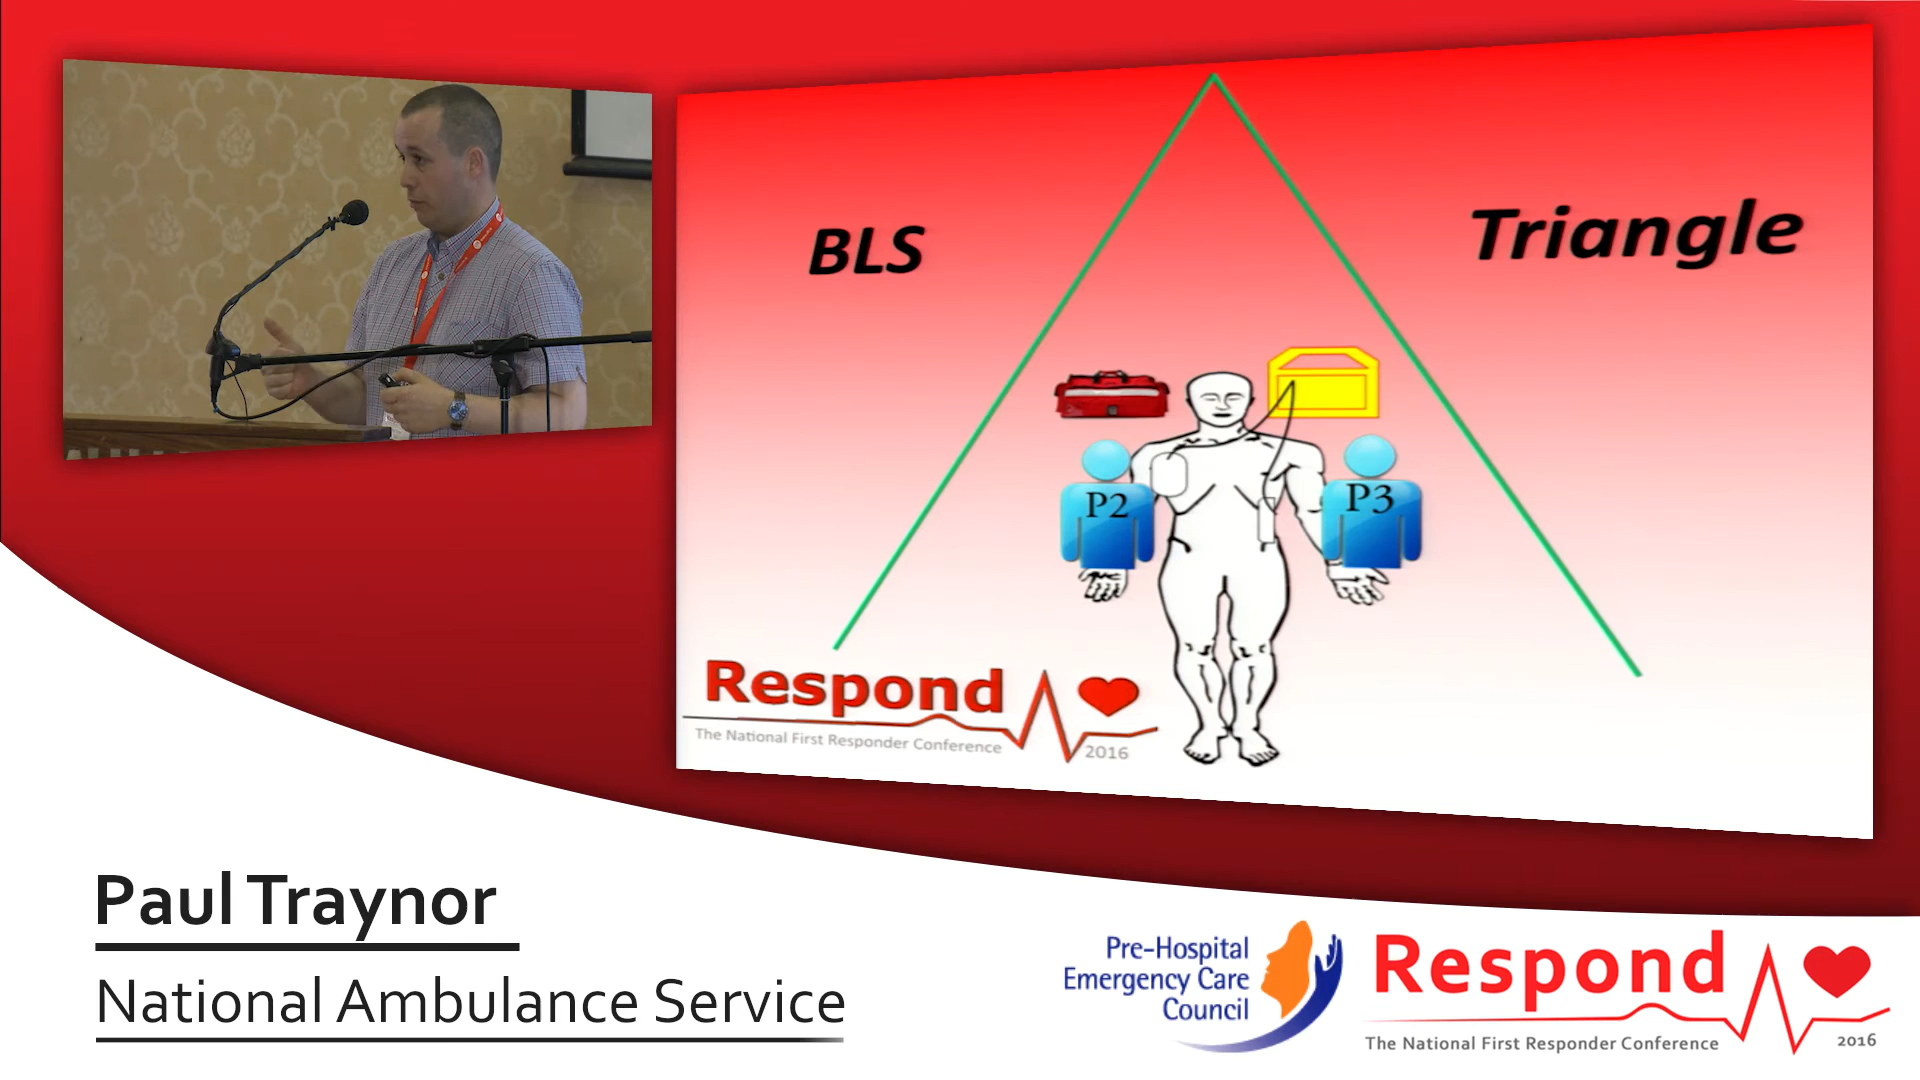 BLS
Triangle
P2
P3
Respond
The National First Responder Conference
2016
Paul Traynor
National Ambulance Service
Pre-Hospital
Emergency Care
Council
Respond
The National First Responder Conference
2016